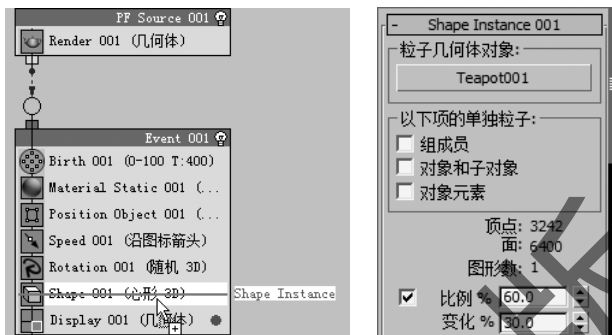 PF Source 001
Render 001 (几何体)
Event 001
Birth 001 (0-100 T:400)
Material Static 001 (...
Position Object 001 (...
Speed 001 (沿图标箭头)
Rotation 001 (随机 3D)
Shape 001 (心形 3D)
Shape Instance
Display 001 (几何体)
- Shape Instance 001
粒子几何体对象:
Teapot001
以下项的单独粒子:
组成员
对象和子对象
对象元素
顶点: 3242
面: 6400
图形数: 1
比例 % 60.0
变化 % 30.0